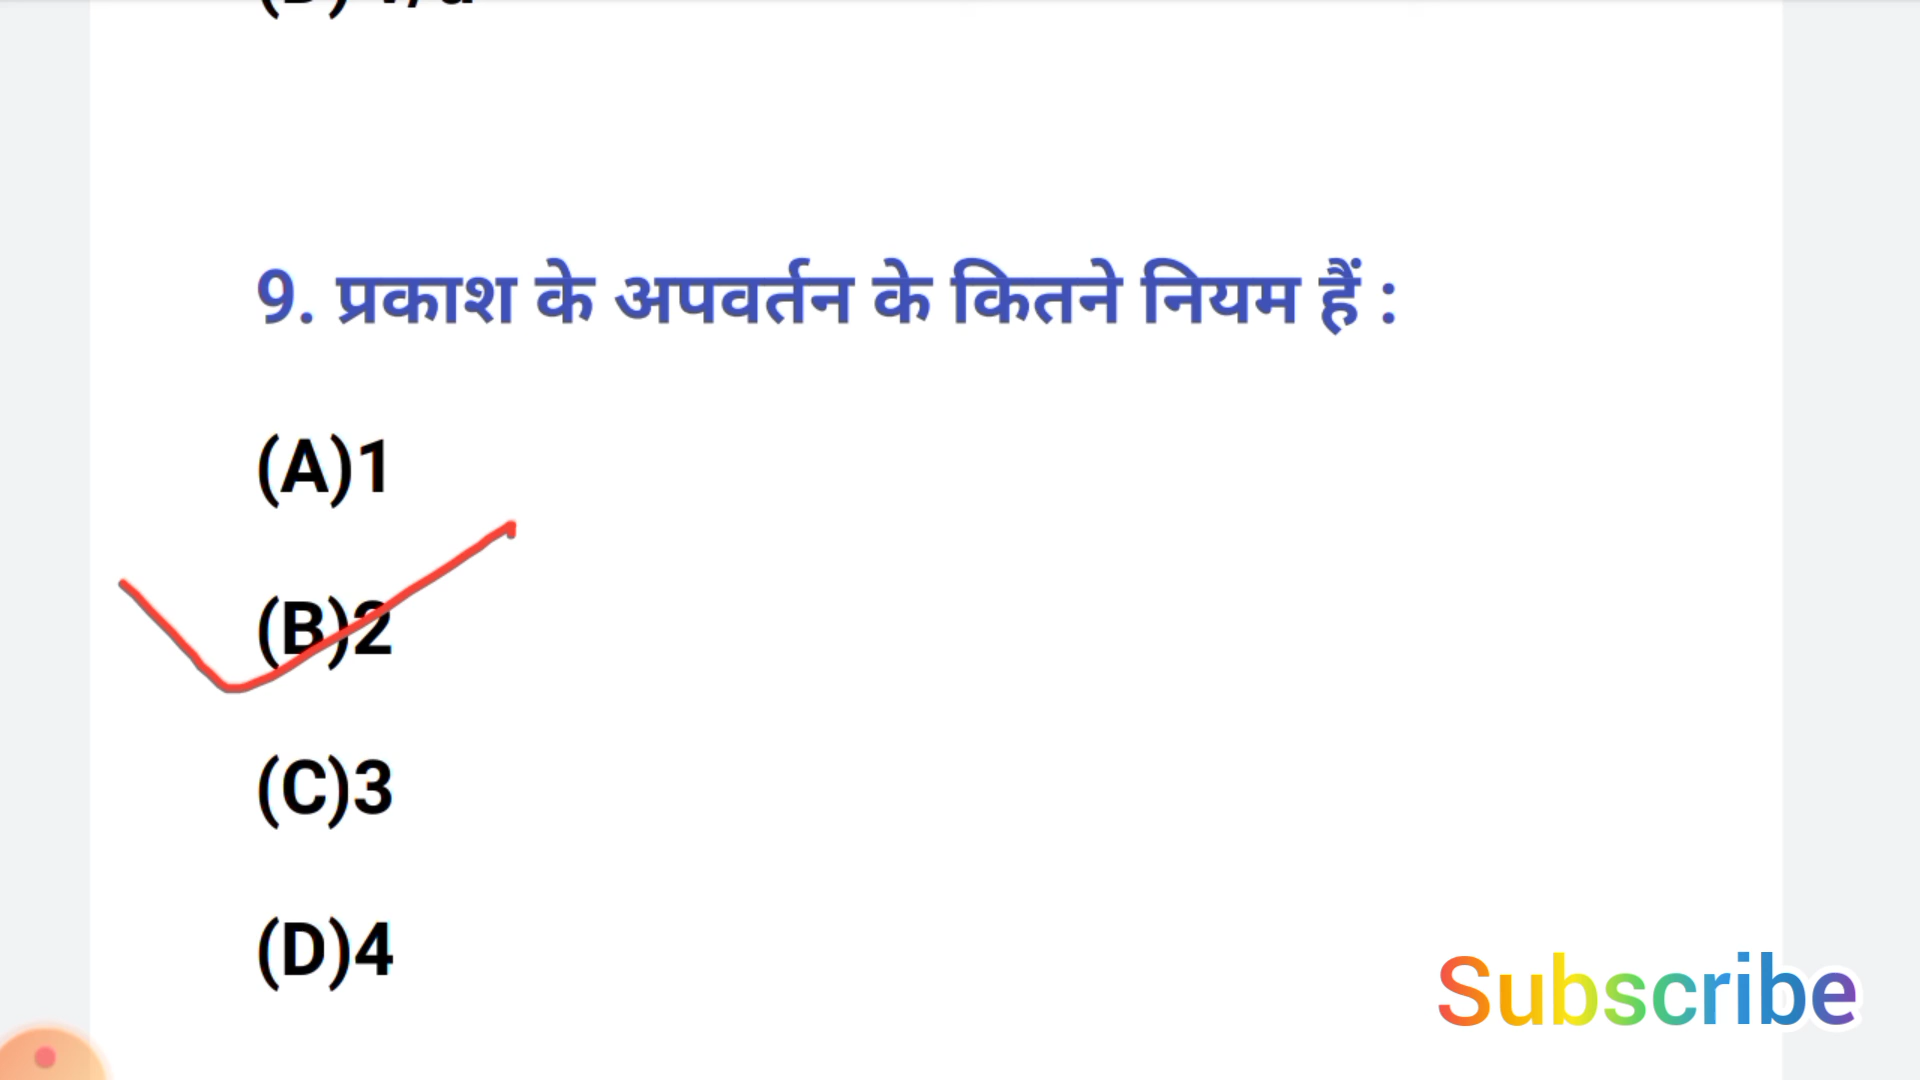 9. प्रकाश के अपवर्तन के कितने नियम हैं :
(A)1
(B)2
(C)3
(D)4
Subscribe